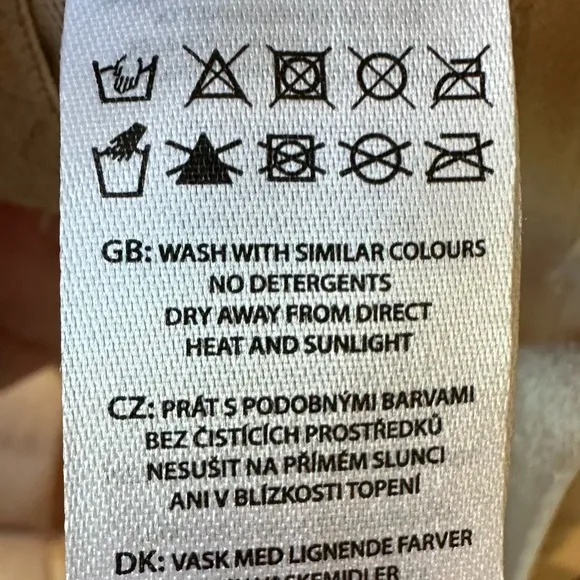 GB: WASH WITH SIMILAR COLOURS
NO DETERGENTS
DRY AWAY FROM DIRECT
HEAT AND SUNLIGHT
CZ: PRÁT S PODOBNÝMI BARVAMI
BEZ ČISTÍCÍCH PROSTŘEDKŮ
NESUŠIT NA PŘÍMÉM SLUNCI
ANI V BLÍZKOSTI TOPENÍ
DK: VASK MED LIGNENDE FARVER